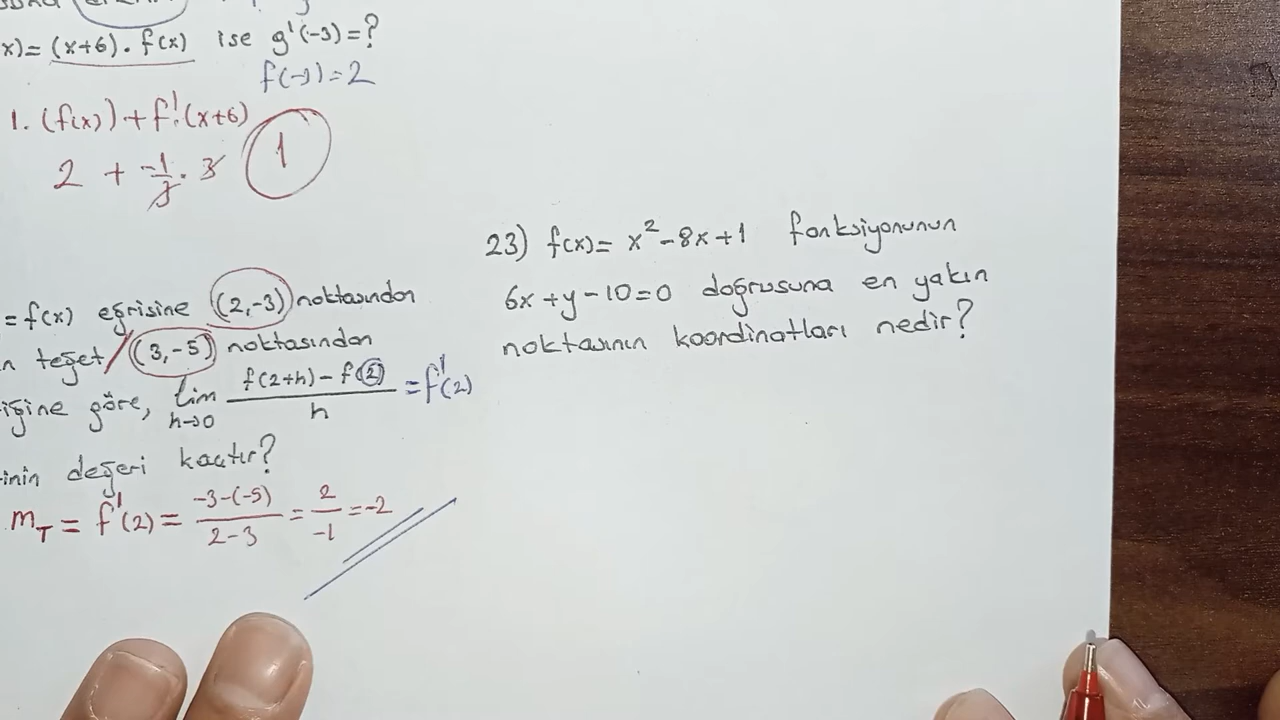 x)= (x+6). f(x) ise g'(-3)=?
f(-3)=2
1. (f(x))+f'.(x+6)
2 + -1/3 . 3 1
= f(x) eğrisine (2,-3) noktasından
n teğet (3,-5) noktasından
iğine göre, lim h→0 f(2+h)-f(2) / h = f'(2)
inin değeri kaçtır?
mT = f'(2) = -3-(-5) / 2-3 = 2/-1 = -2
23) f(x)= x²-8x+1 fonksiyonunun
6x+y-10=0 doğrusuna en yakın
noktasının koordinatları nedir?